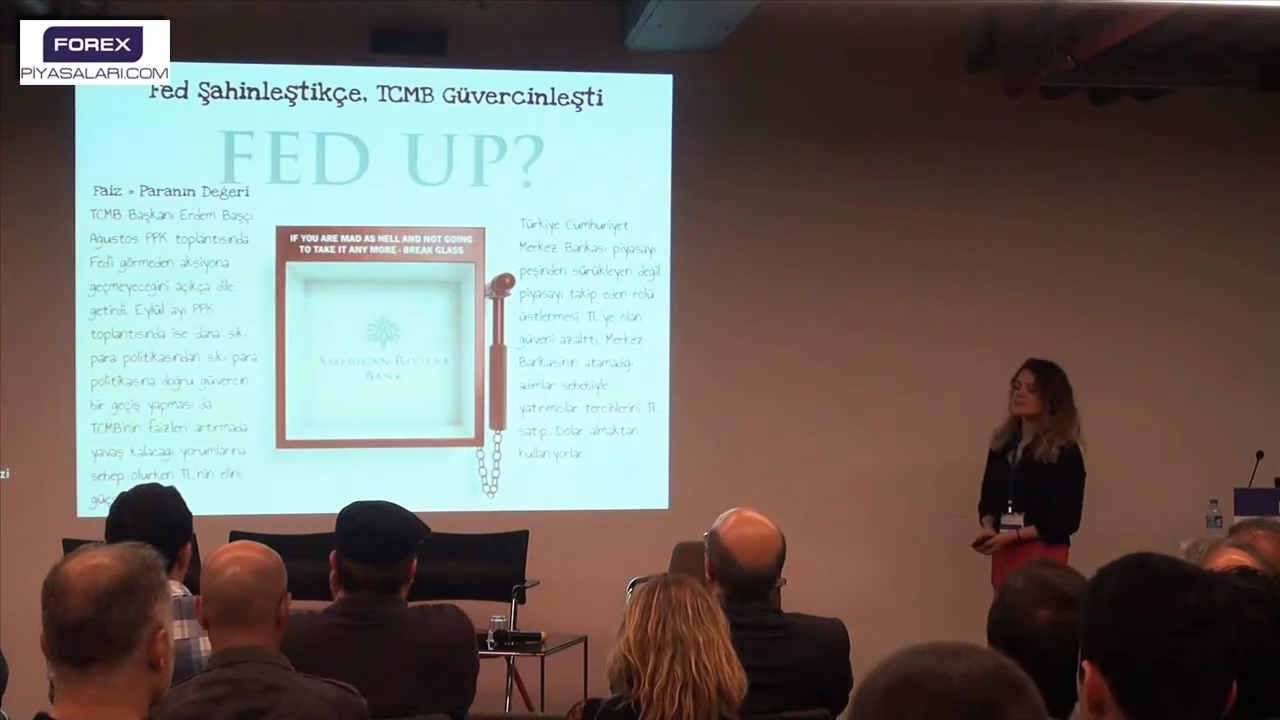 FOREX
PIYASALARI.COM
Fed Şahinleştikçe, TCMB Güvercinleşti
FED UP?
Faiz = Paranın Değeri
TCMB Başkanı Erdem Başçı
Ağustos PPK toplantısında
Fed'i görmeden aksiyona
geçmeyeceğini açıkça dile
getirdi. Eylül ayı PPK
toplantısında ise daha sıkı
para politikasından sıkı para
politikasına doğru güvercin
bir geçiş yapması da
TCMB'nin faizleri artırmada
yavaş kalacağı yorumlarına
sebep olurken TL'nin elini
IF YOU ARE MAD AS HELL AND NOT GOING
TO TAKE IT ANY MORE - BREAK GLASS
AMERICAN RIVIERA
BANK
Türkiye Cumhuriyet
Merkez Bankası piyasayı
peşinden sürükleyen değil
piyasayı takip eden rolü
üstlenmesi, TL'ye olan
güveni azalttı. Merkez
Bankasının atamadığı
adımlar sebebiyle
yatırımcılar tercihlerini TL
satıp, Dolar almaktan
kullanıyorlar.
zi